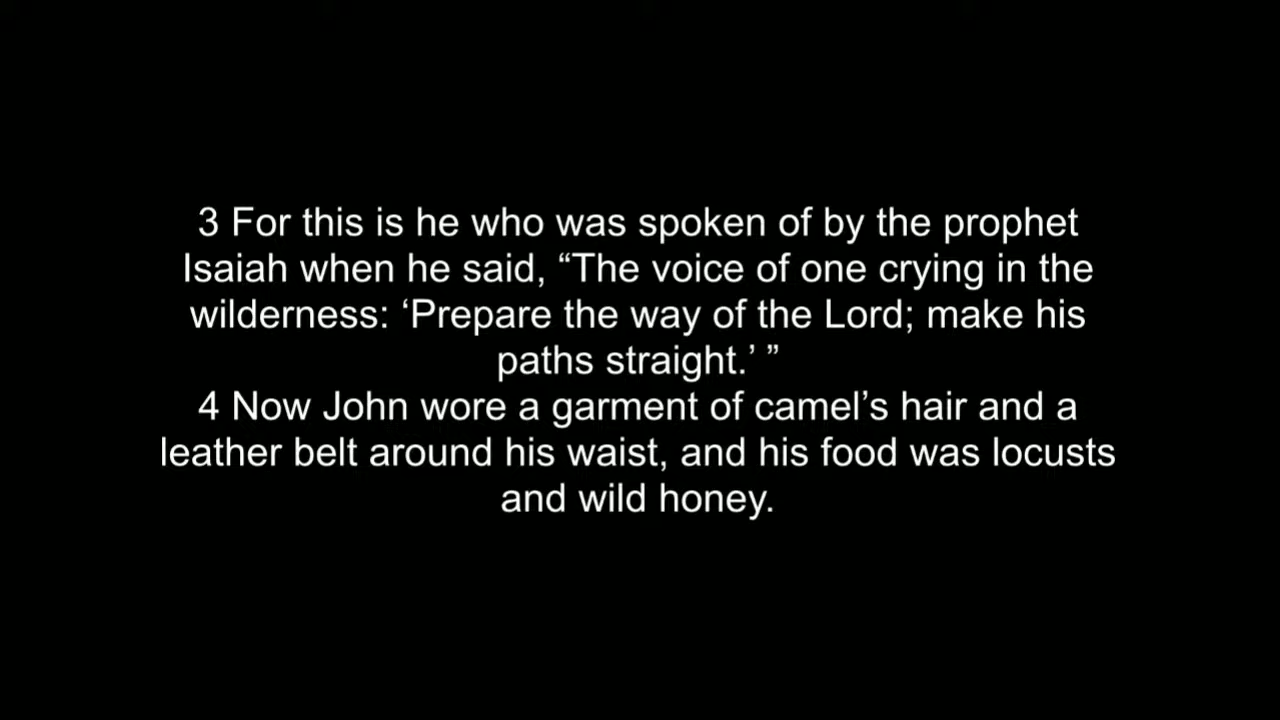 3 For this is he who was spoken of by the prophet
Isaiah when he said, “The voice of one crying in the
wilderness: ‘Prepare the way of the Lord; make his
paths straight.’ ”
4 Now John wore a garment of camel’s hair and a
leather belt around his waist, and his food was locusts
and wild honey.